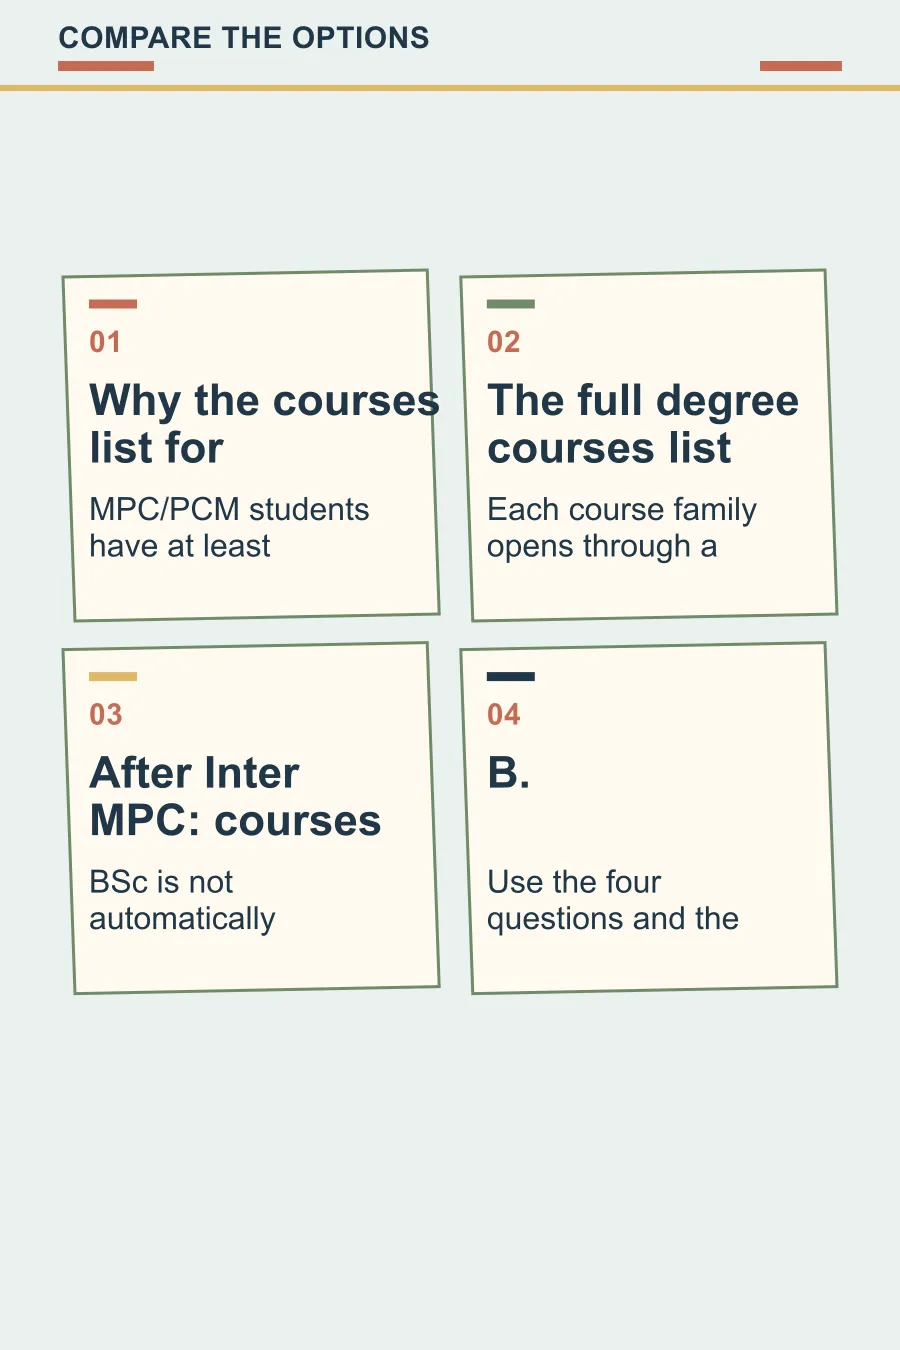 COMPARE THE OPTIONS
01
Why the courses
list for
MPC/PCM students
have at least
02
The full degree
courses list
Each course family
opens through a
03
After Inter
MPC: courses
BSc is not
automatically
04
B.
Use the four
questions and the